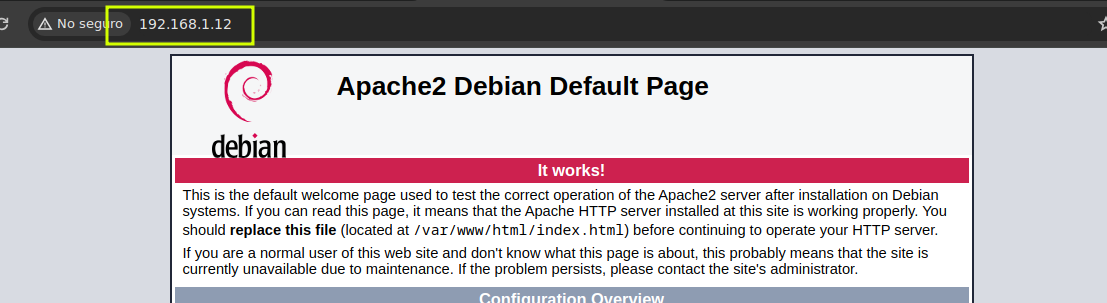 No seguro 192.168.1.12
debian
Apache2 Debian Default Page
It works!
This is the default welcome page used to test the correct operation of the Apache2 server after installation on Debian
systems. If you can read this page, it means that the Apache HTTP server installed at this site is working properly. You
should replace this file (located at /var/www/html/index.html) before continuing to operate your HTTP server.
If you are a normal user of this web site and don't know what this page is about, this probably means that the site is
currently unavailable due to maintenance. If the problem persists, please contact the site's administrator.
Configuration Overview